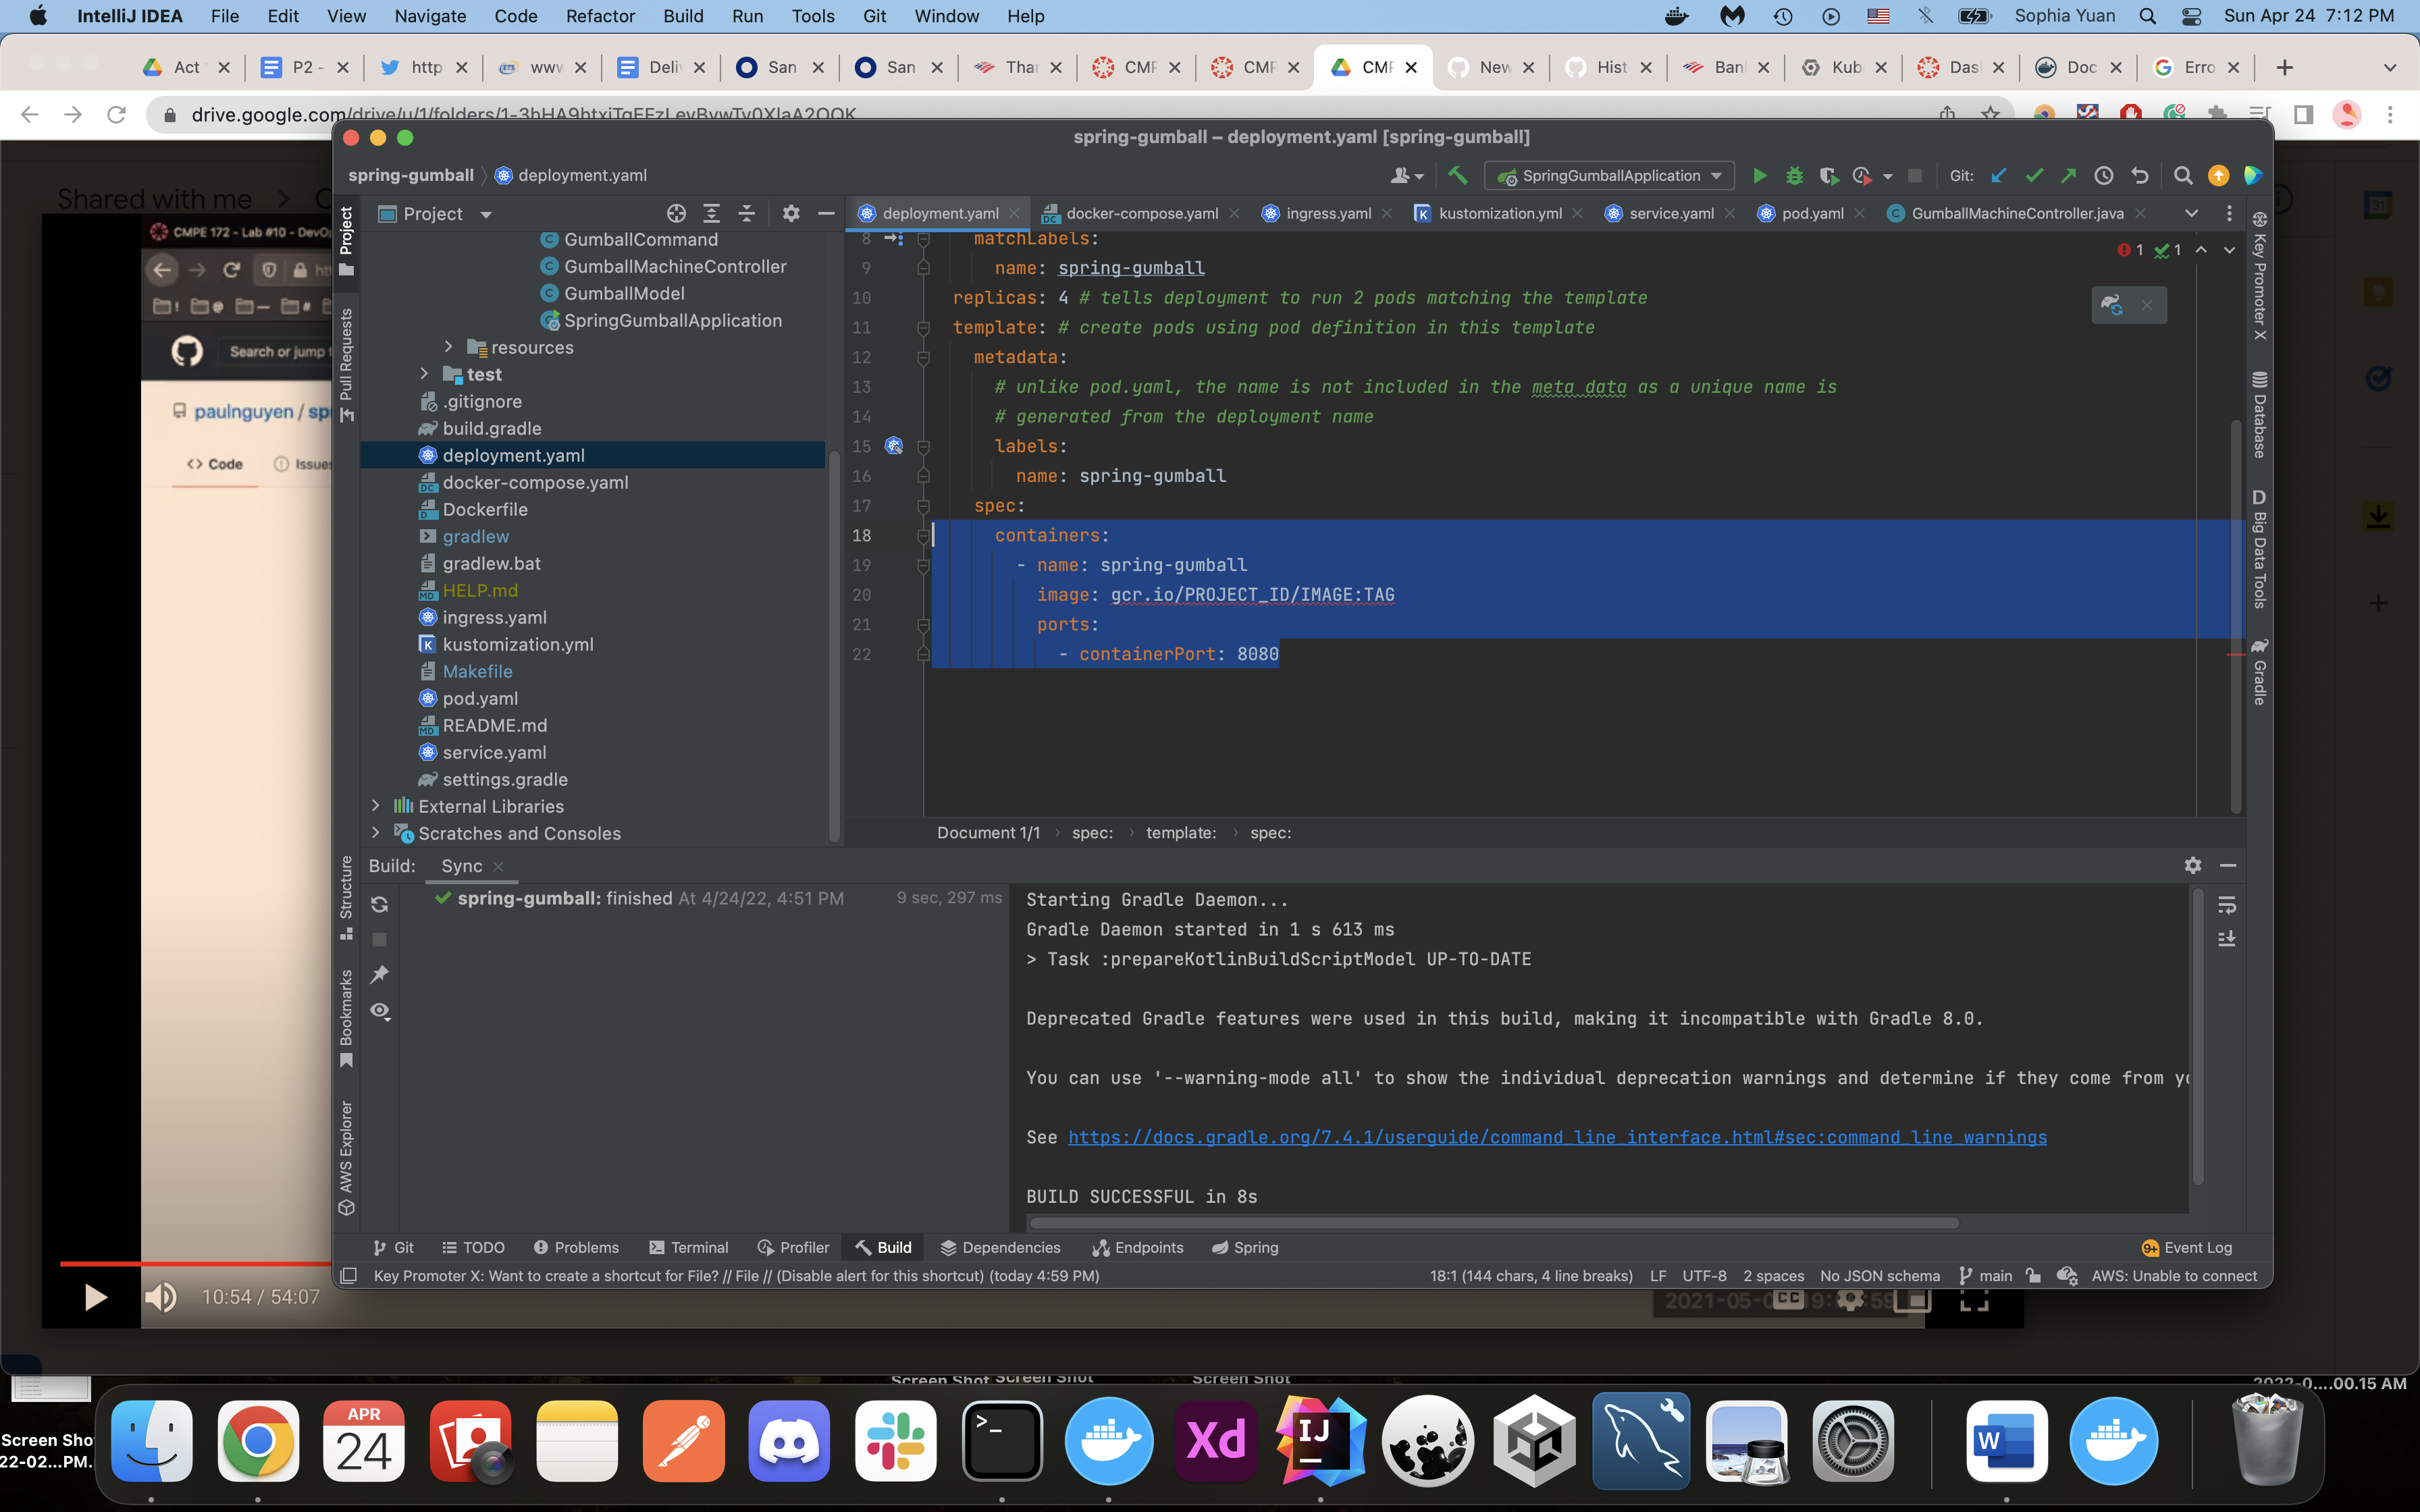 IntelliJ IDEA File Edit View Navigate Code Refactor Build Run Tools Git Window Help Sophia Yuan Sun Apr 24 7:12 PM
Act P2 - http www Deliv San San Thar CMP CMP CMP New Hist Ban Kub Das Doc Erro
drive.google.com/drive/u/1/folders/
spring-gumball – deployment.yaml [spring-gumball]
spring-gumball deployment.yaml SpringGumballApplication Git:
Shared with me
Project
deployment.yaml docker-compose.yaml ingress.yaml kustomization.yml service.yaml pod.yaml GumballMachineController.java
CMPE 172 - Lab #10 - DevOp
Search or jump t
paulnguyen / spr
Code Issues
Project
Pull Requests
Structure
Bookmarks
AWS Explorer
GumballCommand
GumballMachineController
GumballModel
SpringGumballApplication
resources
test
.gitignore
build.gradle
deployment.yaml
docker-compose.yaml
Dockerfile
gradlew
gradlew.bat
HELP.md
ingress.yaml
kustomization.yml
Makefile
pod.yaml
README.md
service.yaml
settings.gradle
External Libraries
Scratches and Consoles
8 matchLabels:
9 name: spring-gumball
10 replicas: 4 # tells deployment to run 2 pods matching the template
11 template: # create pods using pod definition in this template
12 metadata:
13 # unlike pod.yaml, the name is not included in the meta data as a unique name is
14 # generated from the deployment name
15 labels:
16 name: spring-gumball
17 spec:
18 containers:
19 - name: spring-gumball
20 image: gcr.io/PROJECT_ID/IMAGE:TAG
21 ports:
22 - containerPort: 8080
1 1
Key Promoter X
Database
D Big Data Tools
Gradle
Document 1/1 spec: template: spec:
Build: Sync
spring-gumball: finished At 4/24/22, 4:51 PM 9 sec, 297 ms
Starting Gradle Daemon...
Gradle Daemon started in 1 s 613 ms
> Task :prepareKotlinBuildScriptModel UP-TO-DATE
Deprecated Gradle features were used in this build, making it incompatible with Gradle 8.0.
You can use '--warning-mode all' to show the individual deprecation warnings and determine if they come from yo
See https://docs.gradle.org/7.4.1/userguide/command_line_interface.html#sec:command_line_warnings
BUILD SUCCESSFUL in 8s
Git TODO Problems Terminal Profiler Build Dependencies Endpoints Spring 9+ Event Log
Key Promoter X: Want to create a shortcut for File? // File // (Disable alert for this shortcut) (today 4:59 PM) 18:1 (144 chars, 4 line breaks) LF UTF-8 2 spaces No JSON schema main AWS: Unable to connect
10:54 / 54:07
CC
Screen Shot Screen Shot Screen Shot
APR
24
Xd
IJ
W
Screen Sho
22-02...PM.